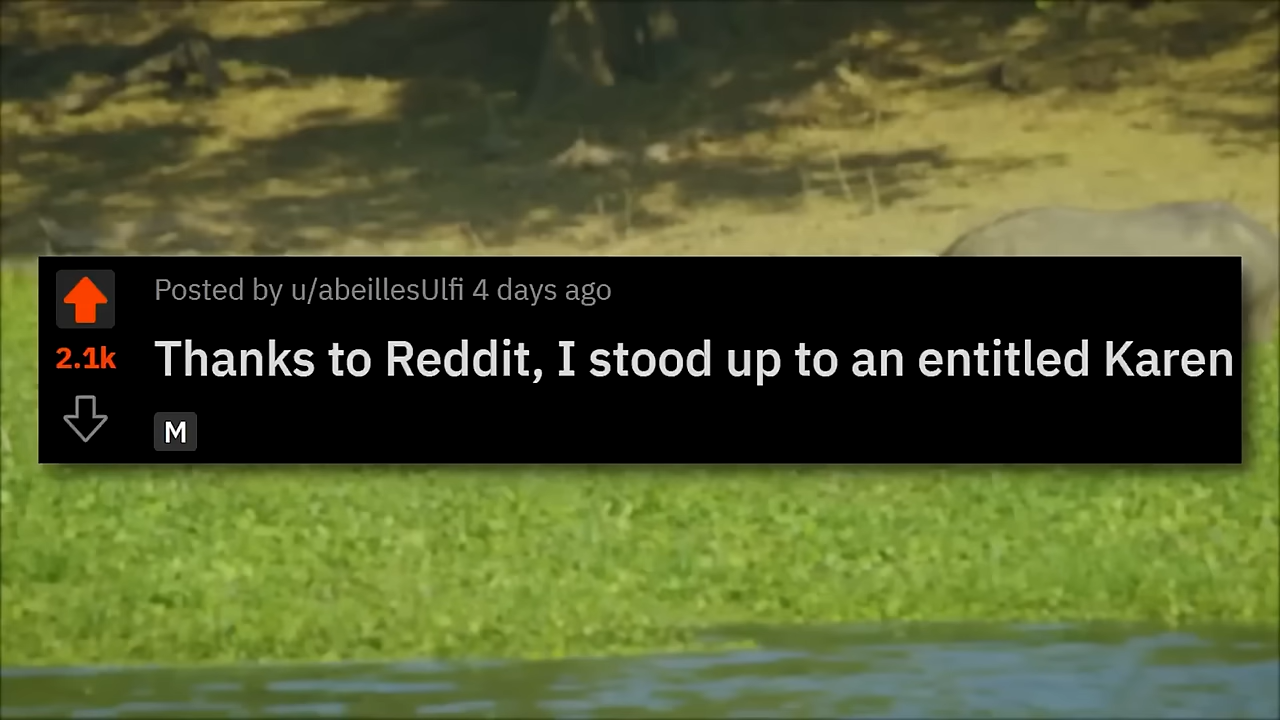 Posted by u/abeillesUlfi 4 days ago
2.1k
Thanks to Reddit, I stood up to an entitled Karen
M